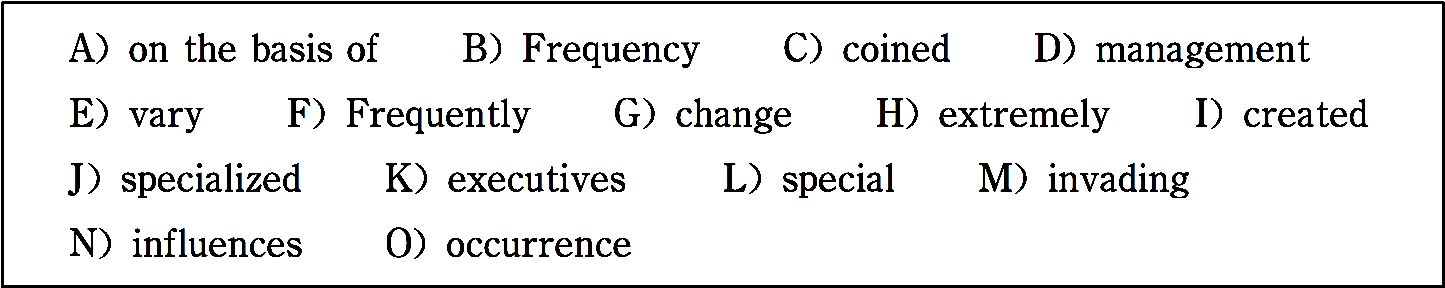 A) on the basis of B) Frequency C) coined D) management
E) vary F) Frequently G) change H) extremely I) created
J) specialized K) executives L) special M) invading
N) influences O) occurrence